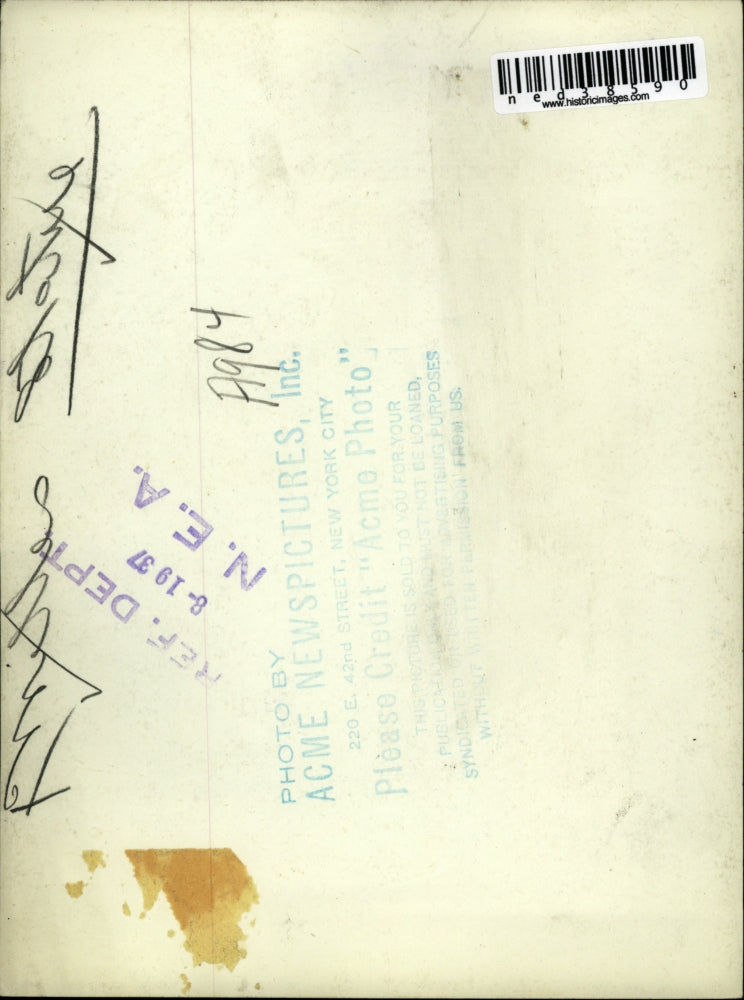 ned38590
www.historicimages.com
A984
REF. DEPT.
8-1937
N. E. A.
PHOTO BY
ACME NEWSPICTURES, Inc.
220 E. 42nd STREET, NEW YORK CITY
Please Credit "Acme Photo"
THIS PICTURE IS SOLD TO YOU FOR YOUR
PUBLICATION ONLY AND MUST NOT BE LOANED,
SYNDICATED OR USED FOR ADVERTISING PURPOSES
WITHOUT WRITTEN PERMISSION FROM US.